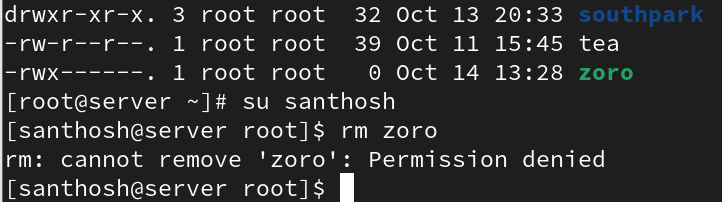 drwxr-xr-x. 3 root root  32 Oct 13 20:33 southpark
-rw-r--r--. 1 root root  39 Oct 11 15:45 tea
-rwx------. 1 root root   0 Oct 14 13:28 zoro
[root@server ~]# su santhosh
[santhosh@server root]$ rm zoro
rm: cannot remove 'zoro': Permission denied
[santhosh@server root]$